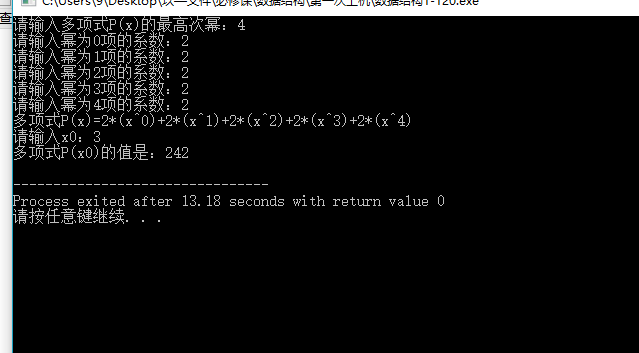 C:\Users\9\Desktop\
\数据结构\第一次上机\数据结构1-120.exe
查
请输入多项式P(x)的最高次幂：4
请输入幂为0项的系数：2
请输入幂为1项的系数：2
请输入幂为2项的系数：2
请输入幂为3项的系数：2
请输入幂为4项的系数：2
多项式P(x)=2*(x^0)+2*(x^1)+2*(x^2)+2*(x^3)+2*(x^4)
请输入x0：3
多项式P(x0)的值是：242
--------------------------------
Process exited after 13.18 seconds with return value 0
请按任意键继续. . .